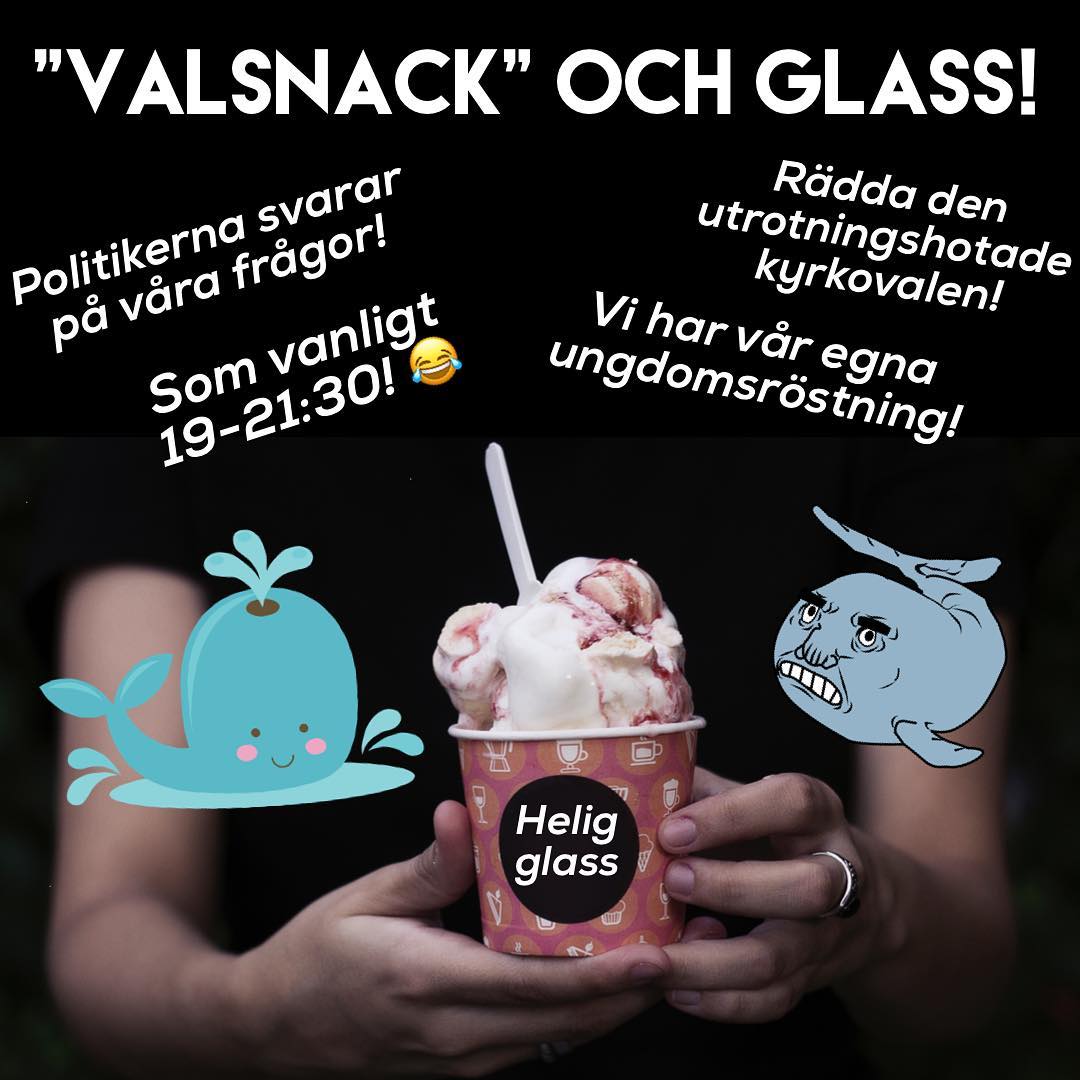 "VALSNACK" OCH GLASS!
Politikerna svarar
på våra frågor!
Som vanligt
19-21:30! 😂
Rädda den
utrotningshotade
kyrkovalen!
Vi har vår egna
ungdomsröstning!
Helig
glass